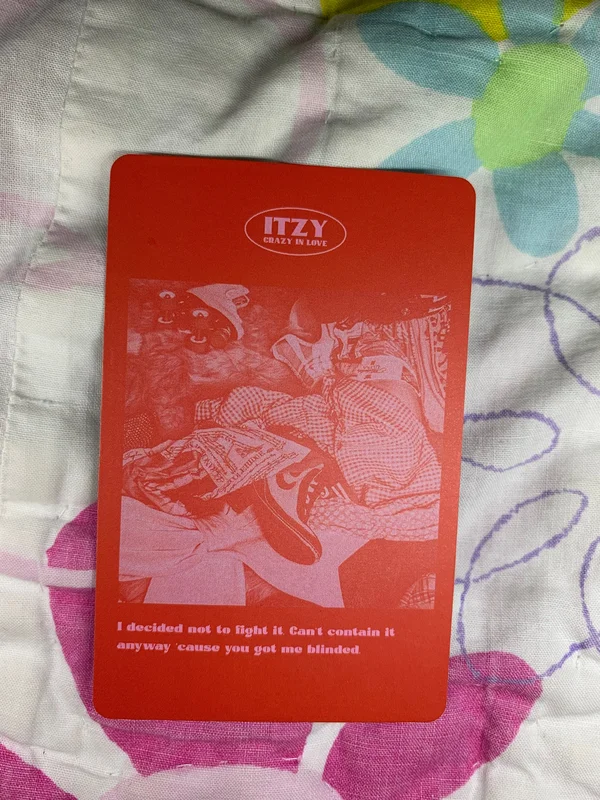 ITZY
CRAZY IN LOVE
I decided not to fight it. Can't contain it
anyway 'cause you got me blinded.